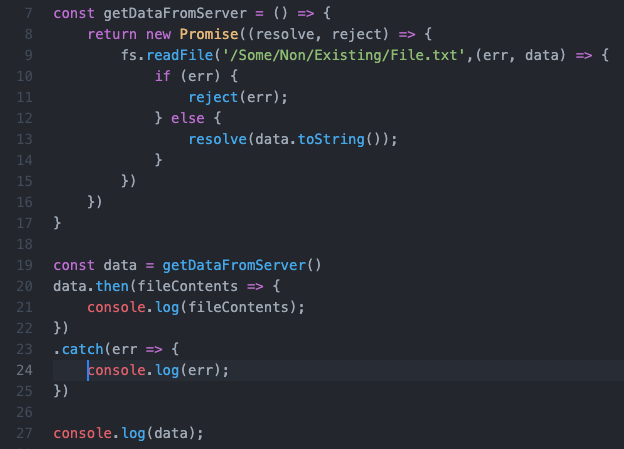 7 const getDataFromServer = () => {
8     return new Promise((resolve, reject) => {
9         fs.readFile('/Some/Non/Existing/File.txt',(err, data) => {
10             if (err) {
11                 reject(err);
12             } else {
13                 resolve(data.toString());
14             }
15         })
16     })
17 }
18
19 const data = getDataFromServer()
20 data.then(fileContents => {
21     console.log(fileContents);
22 })
23 .catch(err => {
24     console.log(err);
25 })
26
27 console.log(data);